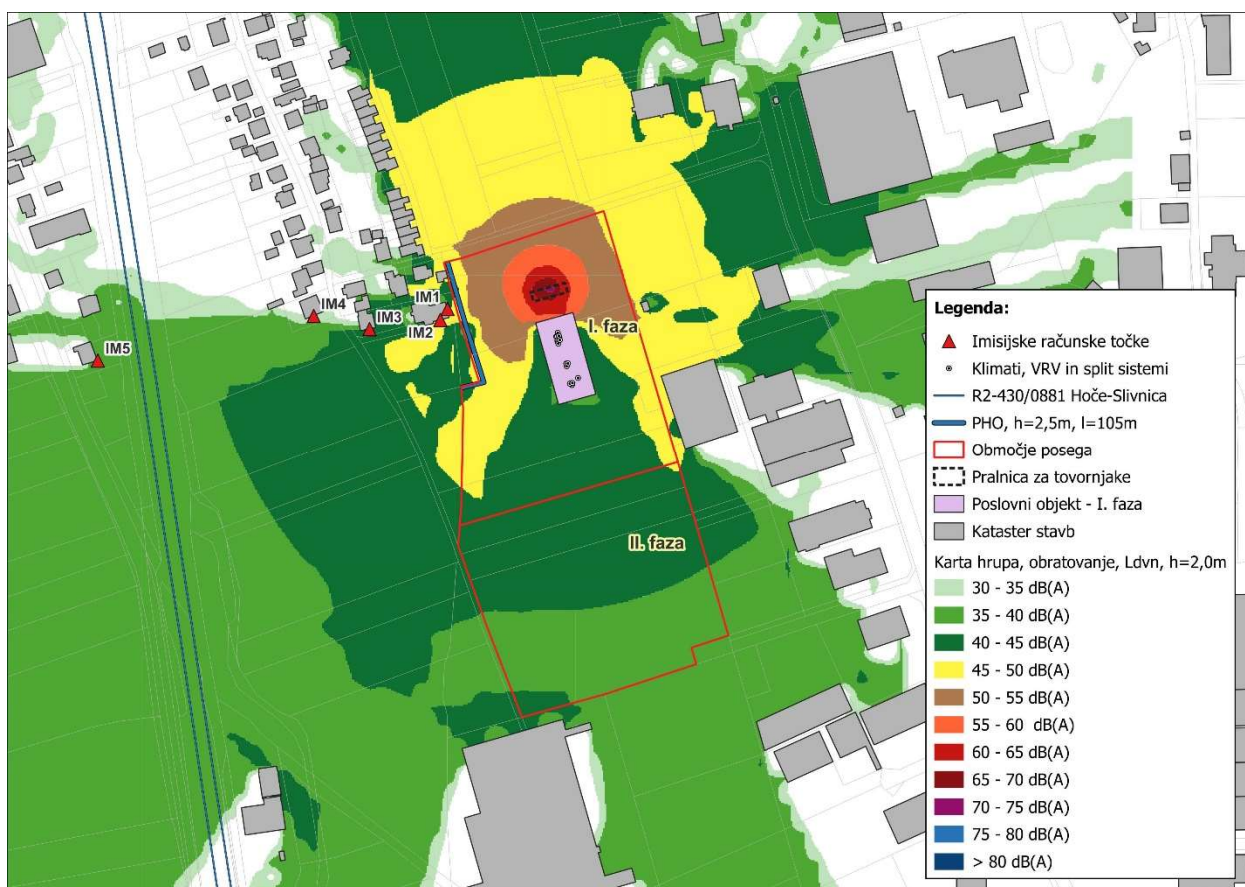 I. faza
II. faza
IM1
IM2
IM3
IM4
IM5
Legenda:
Imisijske računske točke
Klimati, VRV in split sistemi
R2-430/0881 Hoče-Slivnica
PHO, h=2,5m, l=105m
Območje posega
Pralnica za tovornjake
Poslovni objekt - I. faza
Kataster stavb
Karta hrupa, obratovanje, Ldvn, h=2,0m
30 - 35 dB(A)
35 - 40 dB(A)
40 - 45 dB(A)
45 - 50 dB(A)
50 - 55 dB(A)
55 - 60 dB(A)
60 - 65 dB(A)
65 - 70 dB(A)
70 - 75 dB(A)
75 - 80 dB(A)
> 80 dB(A)